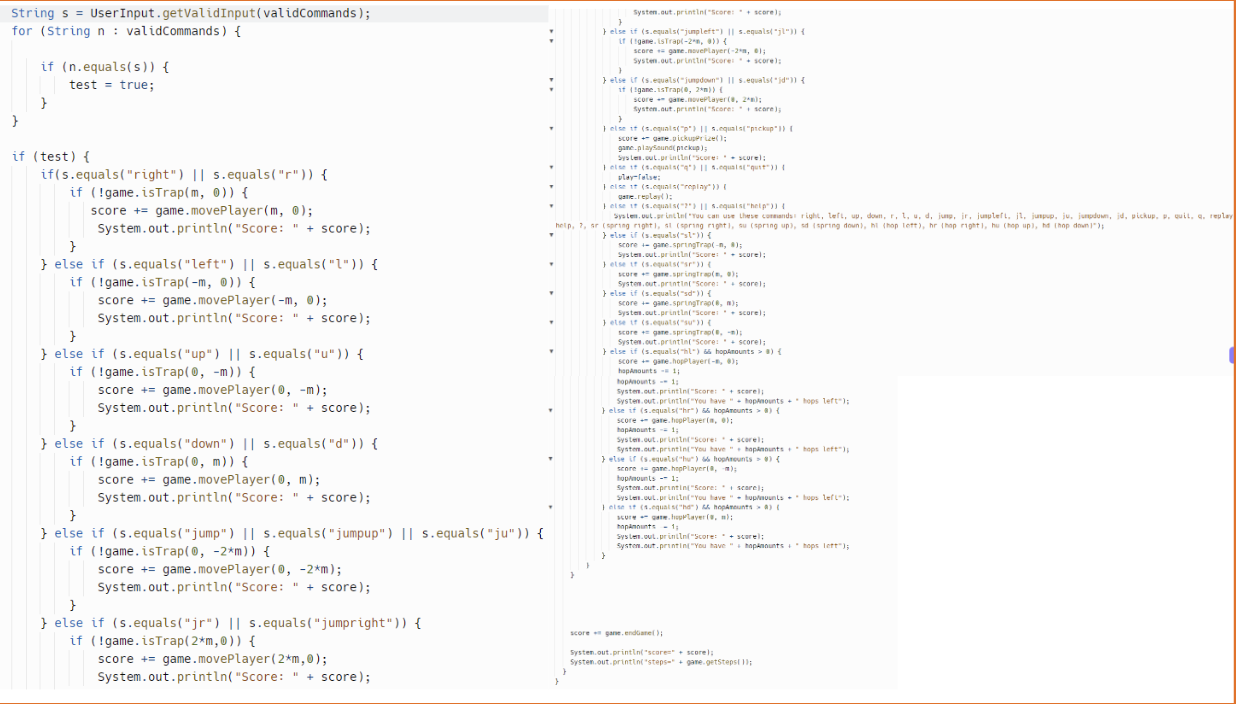 String s = UserInput.getValidInput(validCommands);
for (String n : validCommands) {
if (n.equals(s)) {
test = true;
}
}
if (test) {
if(s.equals("right") || s.equals("r")) {
if (!game.isTrap(m, 0)) {
score += game.movePlayer(m, 0);
System.out.println("Score: " + score);
}
} else if (s.equals("left") || s.equals("l")) {
if (!game.isTrap(-m, 0)) {
score += game.movePlayer(-m, 0);
System.out.println("Score: " + score);
}
} else if (s.equals("up") || s.equals("u")) {
if (!game.isTrap(0, -m)) {
score += game.movePlayer(0, -m);
System.out.println("Score: " + score);
}
} else if (s.equals("down") || s.equals("d")) {
if (!game.isTrap(0, m)) {
score += game.movePlayer(0, m);
System.out.println("Score: " + score);
}
} else if (s.equals("jump") || s.equals("jumpup") || s.equals("ju")) {
if (!game.isTrap(0, -2*m)) {
score += game.movePlayer(0, -2*m);
System.out.println("Score: " + score);
}
} else if (s.equals("jr") || s.equals("jumpright")) {
if (!game.isTrap(2*m,0)) {
score += game.movePlayer(2*m,0);
System.out.println("Score: " + score);
System.out.println("Score: " + score);
}
} else if (s.equals("jumpleft") || s.equals("jl")) {
if (!game.isTrap(-2*m, 0)) {
score += game.movePlayer(-2*m, 0);
System.out.println("Score: " + score);
}
} else if (s.equals("jumpdown") || s.equals("jd")) {
if (!game.isTrap(0, 2*m)) {
score += game.movePlayer(0, 2*m);
System.out.println("Score: " + score);
}
} else if (s.equals("p") || s.equals("pickup")) {
score += game.pickupPrize();
game.playSound(pickup);
System.out.println("Score: " + score);
} else if (s.equals("q") || s.equals("quit")) {
play=false;
} else if (s.equals("replay")) {
game.replay();
} else if (s.equals("?") || s.equals("help")) {
System.out.println("You can use these commands: right, left, up, down, r, l, u, d, jump, jr, jumpleft, jl, jumpup, ju, jumpdown, jd, pickup, p, quit, q, replay
help, ?, sr (spring right), sl (spring right), su (spring up), sd (spring down), hl (hop left), hr (hop right), hu (hop up), hd (hop down)");
} else if (s.equals("sl")) {
score += game.springTrap(-m, 0);
System.out.println("Score: " + score);
} else if (s.equals("sr")) {
score += game.springTrap(m, 0);
System.out.println("Score: " + score);
} else if (s.equals("sd")) {
score += game.springTrap(0, m);
System.out.println("Score: " + score);
} else if (s.equals("su")) {
score += game.springTrap(0, -m);
System.out.println("Score: " + score);
} else if (s.equals("hl") && hopAmounts > 0) {
score += game.hopPlayer(-m, 0);
hopAmounts -= 1;
hopAmounts -= 1;
System.out.println("Score: " + score);
System.out.println("You have " + hopAmounts + " hops left");
} else if (s.equals("hr") && hopAmounts > 0) {
score += game.hopPlayer(m, 0);
hopAmounts -= 1;
System.out.println("Score: " + score);
System.out.println("You have " + hopAmounts + " hops left");
} else if (s.equals("hu") && hopAmounts > 0) {
score += game.hopPlayer(0, -m);
hopAmounts -= 1;
System.out.println("Score: " + score);
System.out.println("You have " + hopAmounts + " hops left");
} else if (s.equals("hd") && hopAmounts > 0) {
score += game.hopPlayer(0, m);
hopAmounts -= 1;
System.out.println("Score: " + score);
System.out.println("You have " + hopAmounts + " hops left");
}
}
}
score += game.endGame();
System.out.println("score=" + score);
System.out.println("steps=" + game.getSteps());
}
}